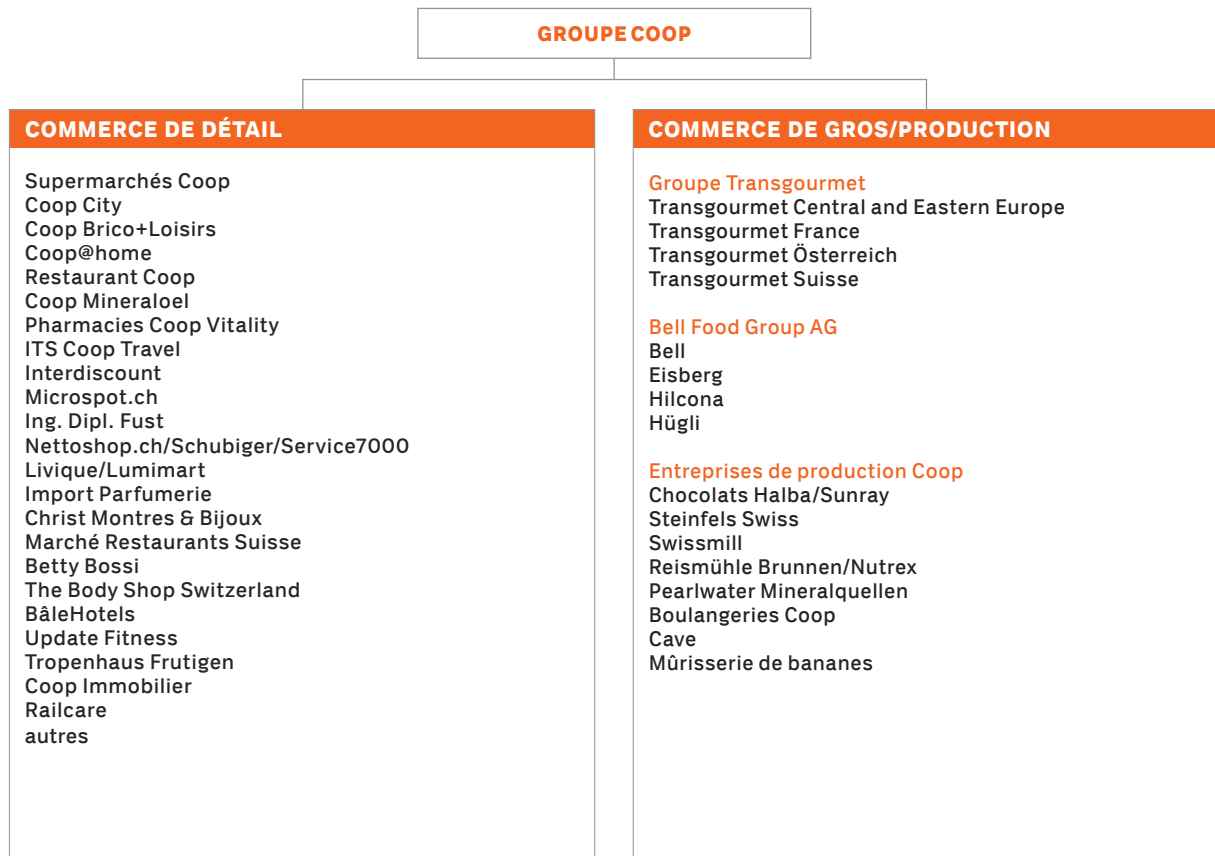 GROUPE COOP
COMMERCE DE DÉTAIL
Supermarchés Coop
Coop City
Coop Brico+Loisirs
Coop@home
Restaurant Coop
Coop Mineraloel
Pharmacies Coop Vitality
ITS Coop Travel
Interdiscount
Microspot.ch
Ing. Dipl. Fust
Nettoshop.ch/Schubiger/Service7000
Livique/Lumimart
Import Parfumerie
Christ Montres & Bijoux
Marché Restaurants Suisse
Betty Bossi
The Body Shop Switzerland
BâleHotels
Update Fitness
Tropenhaus Frutigen
Coop Immobilier
Railcare
autres
COMMERCE DE GROS/PRODUCTION
Groupe Transgourmet
Transgourmet Central and Eastern Europe
Transgourmet France
Transgourmet Österreich
Transgourmet Suisse
Bell Food Group AG
Bell
Eisberg
Hilcona
Hügli
Entreprises de production Coop
Chocolats Halba/Sunray
Steinfels Swiss
Swissmill
Reismühle Brunnen/Nutrex
Pearlwater Mineralquellen
Boulangeries Coop
Cave
Mûrisserie de bananes